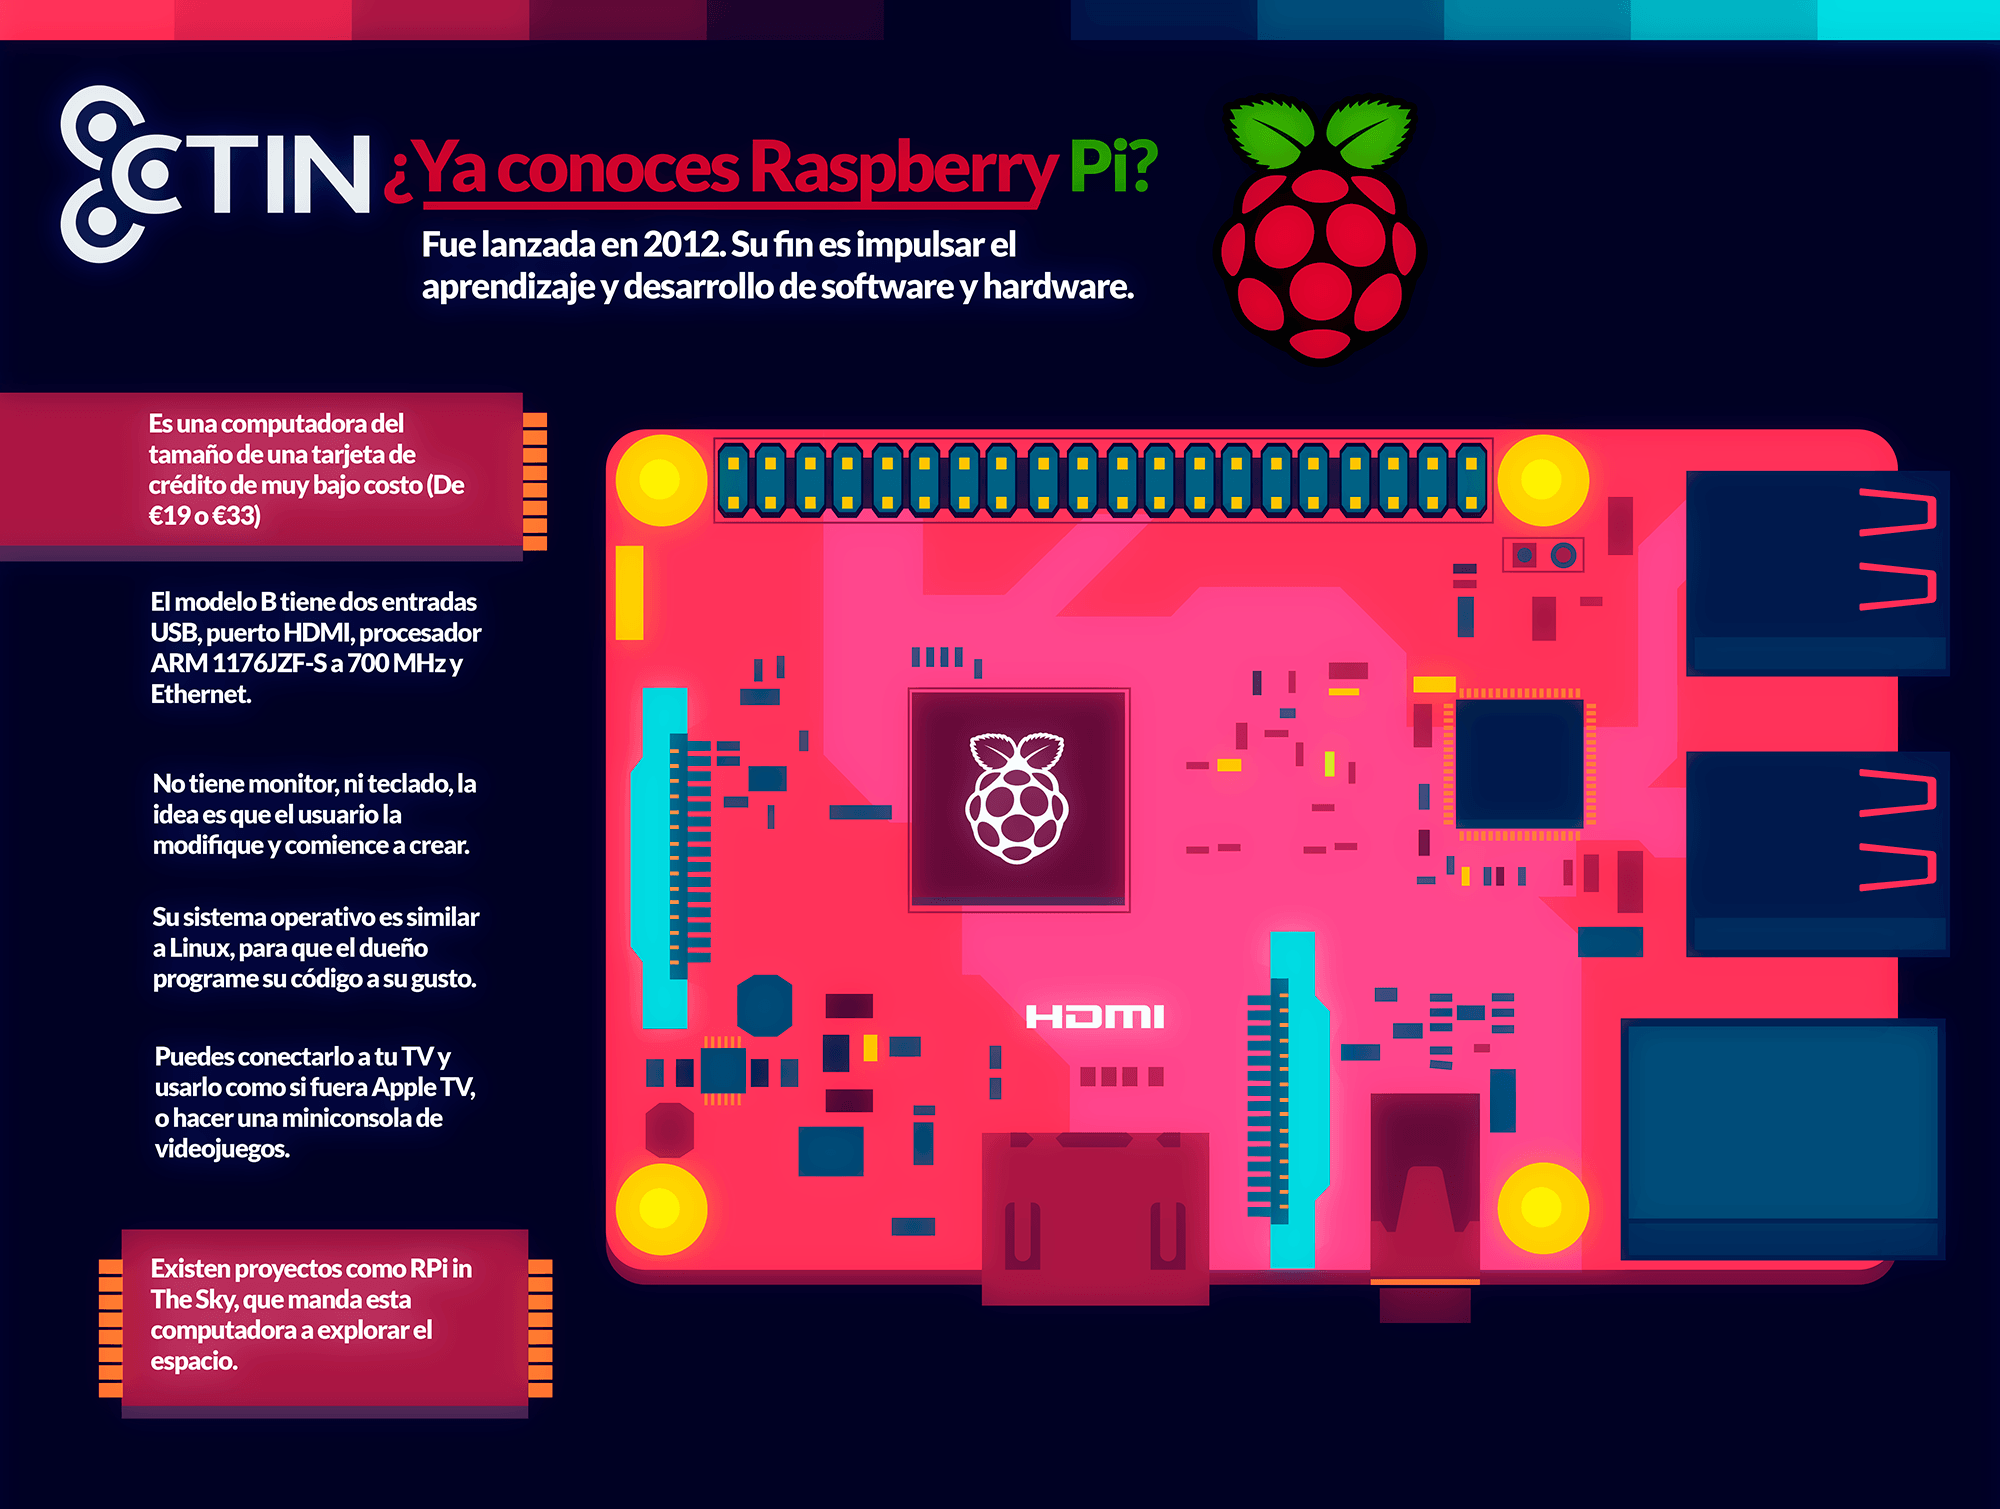 CTIN
¿Ya conoces Raspberry Pi?
Fue lanzada en 2012. Su fin es impulsar el
aprendizaje y desarrollo de software y hardware.
Es una computadora del
tamaño de una tarjeta de
crédito de muy bajo costo (De
€19 o €33)
El modelo B tiene dos entradas
USB, puerto HDMI, procesador
ARM 1176JZF-S a 700 MHz y
Ethernet.
No tiene monitor, ni teclado, la
idea es que el usuario la
modifique y comience a crear.
Su sistema operativo es similar
a Linux, para que el dueño
programe su código a su gusto.
Puedes conectarlo a tu TV y
usarlo como si fuera Apple TV,
o hacer una miniconsola de
videojuegos.
Existen proyectos como RPi in
The Sky, que manda esta
computadora a explorar el
espacio.
HDMI